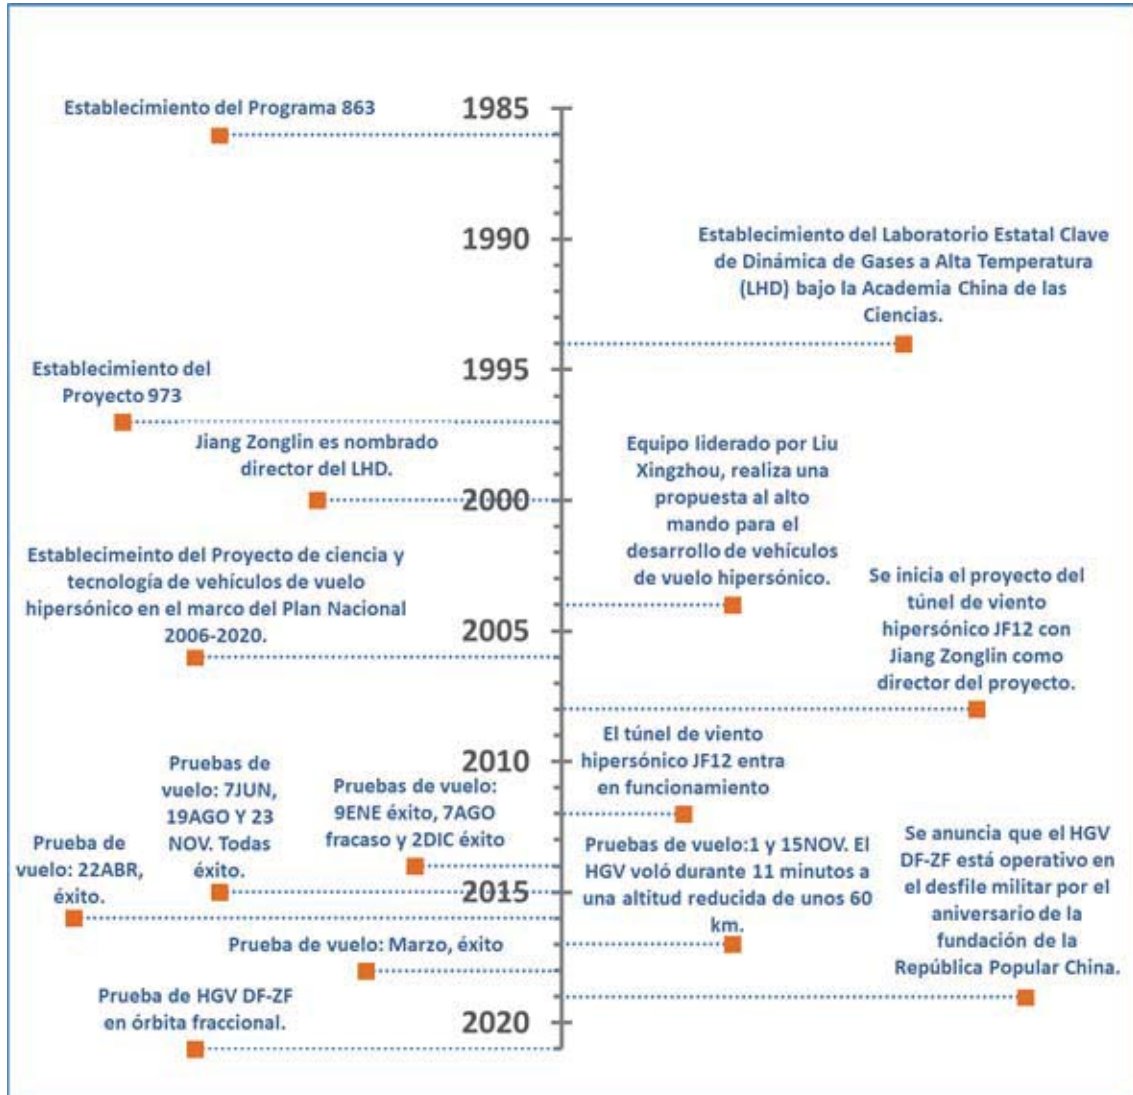 Establecimiento del Programa 863
1985
1990
Establecimiento del Laboratorio Estatal Clave
de Dinámica de Gases a Alta Temperatura
(LHD) bajo la Academia China de las
Ciencias.
1995
Establecimiento del
Proyecto 973
Jiang Zonglin es nombrado
director del LHD.
2000
Equipo liderado por Liu
Xingzhou, realiza una
propuesta al alto
mando para el
desarrollo de vehículos
de vuelo hipersónico.
Establecimeinto del Proyecto de ciencia y
tecnología de vehículos de vuelo
hipersónico en el marco del Plan Nacional
2006-2020.
2005
Se inicia el proyecto del
túnel de viento
hipersónico JF12 con
Jiang Zonglin como
director del proyecto.
2010
El túnel de viento
hipersónico JF12 entra
en funcionamiento
Pruebas de
vuelo: 7JUN,
19AGO Y 23
NOV. Todas
éxito.
Pruebas de vuelo:
9ENE éxito, 7AGO
fracaso y 2DIC éxito
Prueba de
vuelo: 22ABR,
éxito.
2015
Pruebas de vuelo:1 y 15NOV. El
HGV voló durante 11 minutos a
una altitud reducida de unos 60
km.
Se anuncia que el HGV
DF-ZF está operativo en
el desfile militar por el
aniversario de la
fundación de la
República Popular China.
Prueba de vuelo: Marzo, éxito
Prueba de HGV DF-ZF
en órbita fraccional.
2020